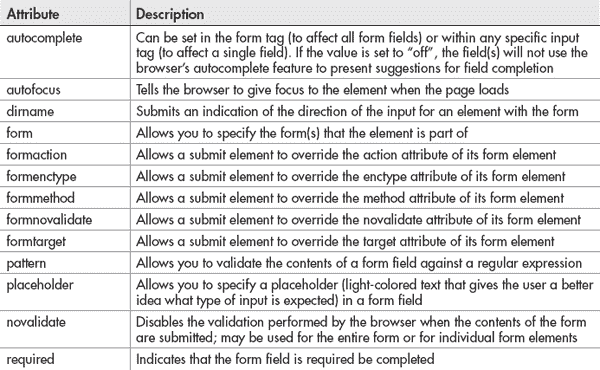 Attribute Description
autocomplete Can be set in the form tag (to affect all form fields) or within any specific input
tag (to affect a single field). If the value is set to “off”, the field(s) will not use the
browser’s autocomplete feature to present suggestions for field completion
autofocus Tells the browser to give focus to the element when the page loads
dirname Submits an indication of the direction of the input for an element with the form
form Allows you to specify the form(s) that the element is part of
formaction Allows a submit element to override the action attribute of its form element
formenctype Allows a submit element to override the enctype attribute of its form element
formmethod Allows a submit element to override the method attribute of its form element
formnovalidate Allows a submit element to override the novalidate attribute of its form element
formtarget Allows a submit element to override the target attribute of its form element
pattern Allows you to validate the contents of a form field against a regular expression
placeholder Allows you to specify a placeholder (light-colored text that gives the user a better
idea what type of input is expected) in a form field
novalidate Disables the validation performed by the browser when the contents of the form
are submitted; may be used for the entire form or for individual form elements
required Indicates that the form field is required be completed